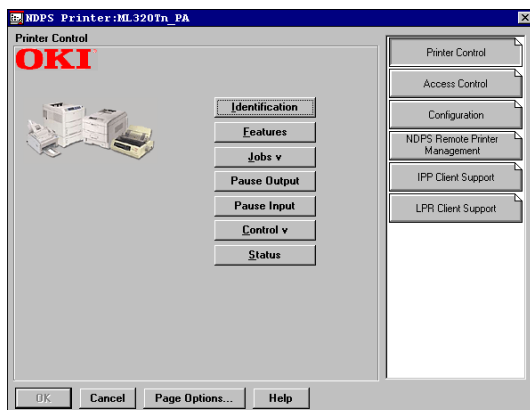 NDPS Printer:ML320Tn_PA
Printer Control
OKI
Identification
Features
Jobs v
Pause Output
Pause Input
Control v
Status
Printer Control
Access Control
Configuration
NDPS Remote Printer
Management
IPP Client Support
LPR Client Support
OK
Cancel
Page Options...
Help